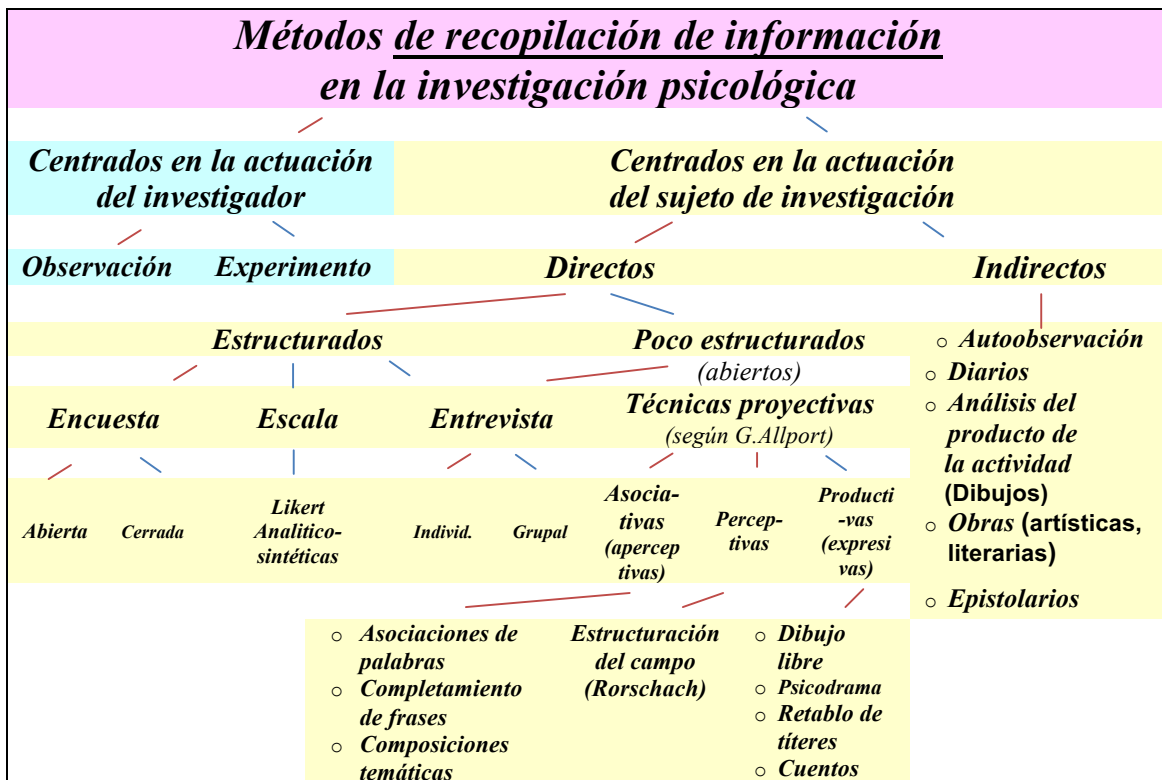 Métodos de recopilación de información
en la investigación psicológica
Centrados en la actuación
del investigador
Centrados en la actuación
del sujeto de investigación
Observación
Experimento
Directos
Indirectos
Estructurados
Poco estructurados
(abiertos)
Encuesta
Escala
Entrevista
Técnicas proyectivas
(según G.Allport)
Abierta
Cerrada
Likert
Analitico-
sintéticas
Individ.
Grupal
Asocia-
tivas
(apercep
tivas)
Percep-
tivas
Producti
-vas
(expresi
vas)
o Autoobservación
o Diarios
o Análisis del
producto de
la actividad
(Dibujos)
o Obras (artísticas,
literarias)
o Epistolarios
o Asociaciones de
palabras
o Completamiento
de frases
o Composiciones
temáticas
Estructuración
del campo
(Rorschach)
o Dibujo
libre
o Psicodrama
o Retablo de
títeres
o Cuentos